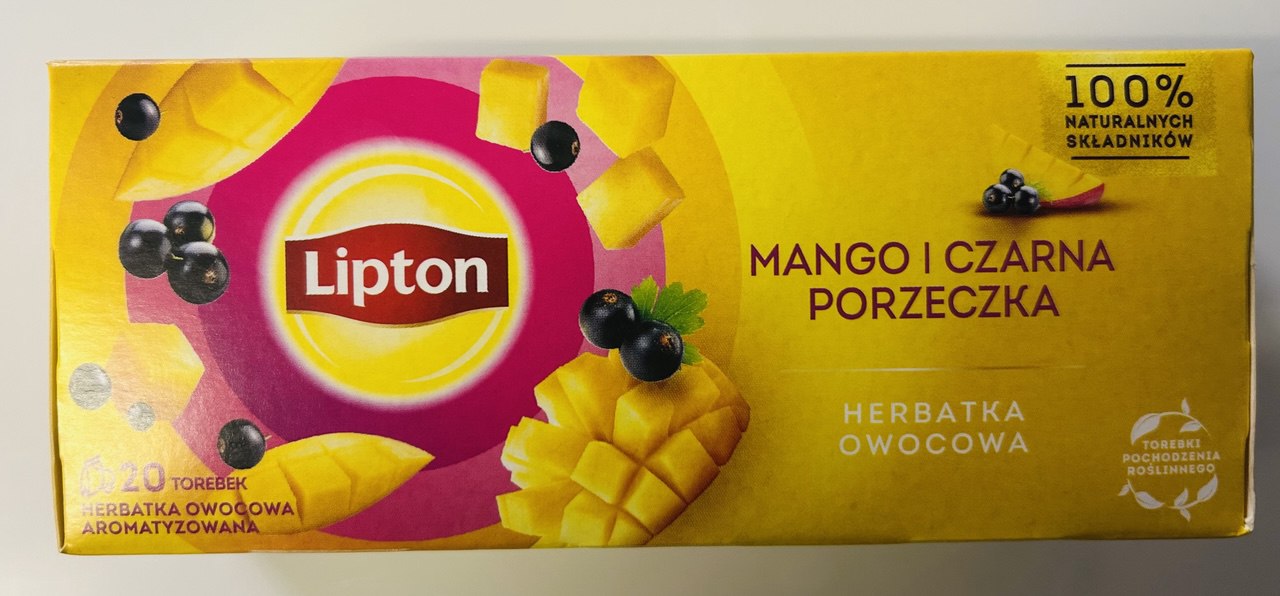 Lipton
100%
NATURALNYCH
SKŁADNIKÓW
MANGO I CZARNA
PORZECZKA
HERBATKA
OWOCOWA
TOREBKI
POCHODZENIA
ROŚLINNEGO
20 TOREBEK
HERBATKA OWOCOWA
AROMATYZOWANA